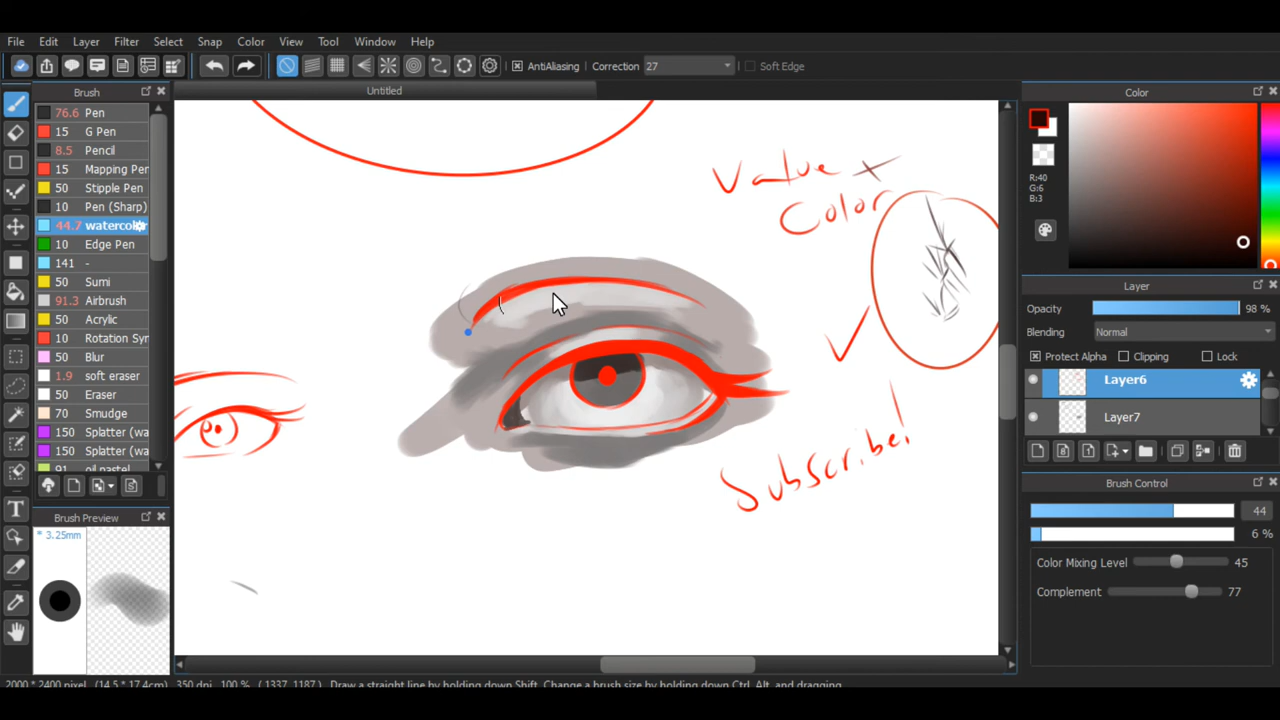 File Edit Layer Filter Select Snap Color View Tool Window Help
AntiAliasing Correction 27 Soft Edge
Brush
Untitled
Color
76.6 Pen
15 G Pen
8.5 Pencil
15 Mapping Pen
50 Stipple Pen
10 Pen (Sharp)
44.7 watercolor
10 Edge Pen
141 -
50 Sumi
91.3 Airbrush
50 Acrylic
10 Rotation Sym
50 Blur
1.9 soft eraser
50 Eraser
70 Smudge
150 Splatter (wa
150 Splatter (wa
91 oil pastel
Brush Preview
* 3.25mm
Value +
Color
Subscribe!
R:40
G:6
B:3
Layer
Opacity 98 %
Blending Normal
Protect Alpha Clipping Lock
Layer6
Layer7
Brush Control
44
6 %
Color Mixing Level 45
Complement 77
2000 * 2400 pixel (14.5 * 17.4cm) 350 dpi 100 % ( 1337, 1187 ) Draw a straight line by holding down Shift, Change a brush size by holding down Ctrl, Alt, and dragging